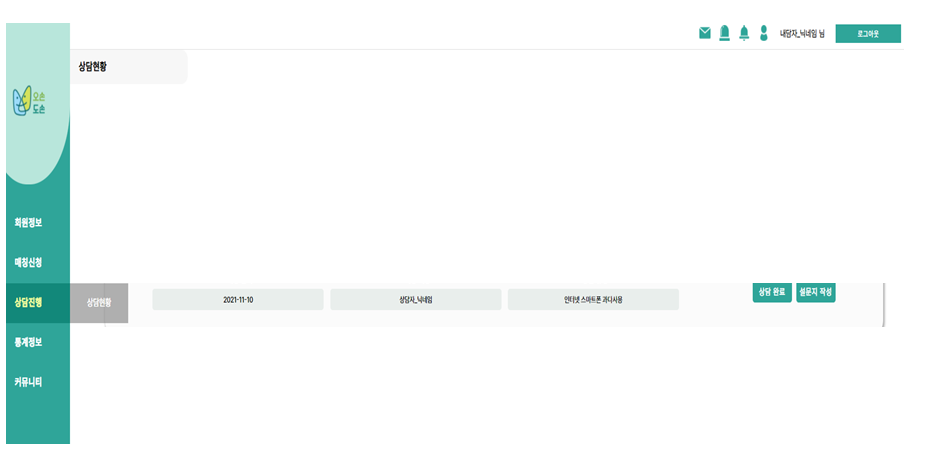 내담자_닉네임 님
로그아웃
상담현황
오손
도손
회원정보
매칭신청
상담진행
상담현황
2021-11-10
상담자_닉네임
인터넷 스마트폰 과다사용
상담 완료
설문지 작성
통계정보
커뮤니티